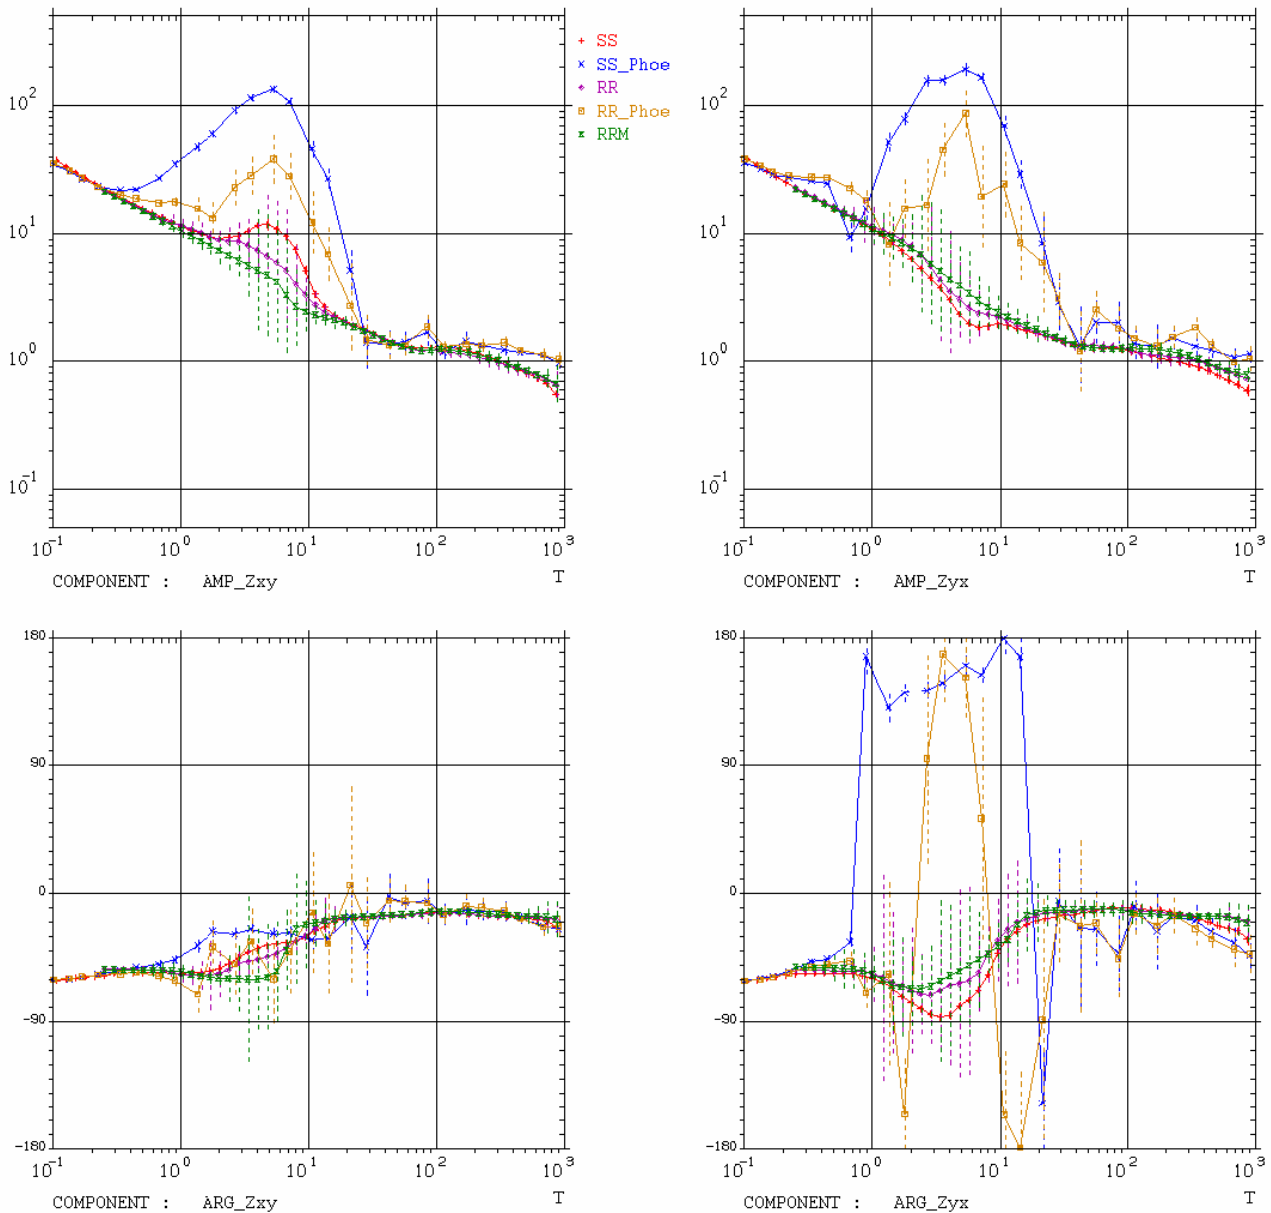 SS
SS_Phoe
RR
RR_Phoe
RRM
10^2
10^1
10^0
10^-1
10^-1 10^0 10^1 10^2 10^3
COMPONENT : AMP_Zxy T
10^2
10^1
10^0
10^-1
10^-1 10^0 10^1 10^2 10^3
COMPONENT : AMP_Zyx T
180
90
0
-90
-180
10^-1 10^0 10^1 10^2 10^3
COMPONENT : ARG_Zxy T
180
90
0
-90
-180
10^-1 10^0 10^1 10^2 10^3
COMPONENT : ARG_Zyx T